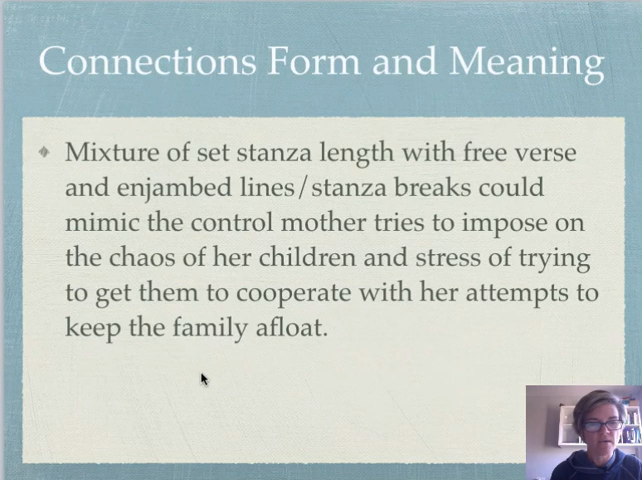 Connections Form and Meaning
Mixture of set stanza length with free verse
and enjambed lines/stanza breaks could
mimic the control mother tries to impose on
the chaos of her children and stress of trying
to get them to cooperate with her attempts to
keep the family afloat.